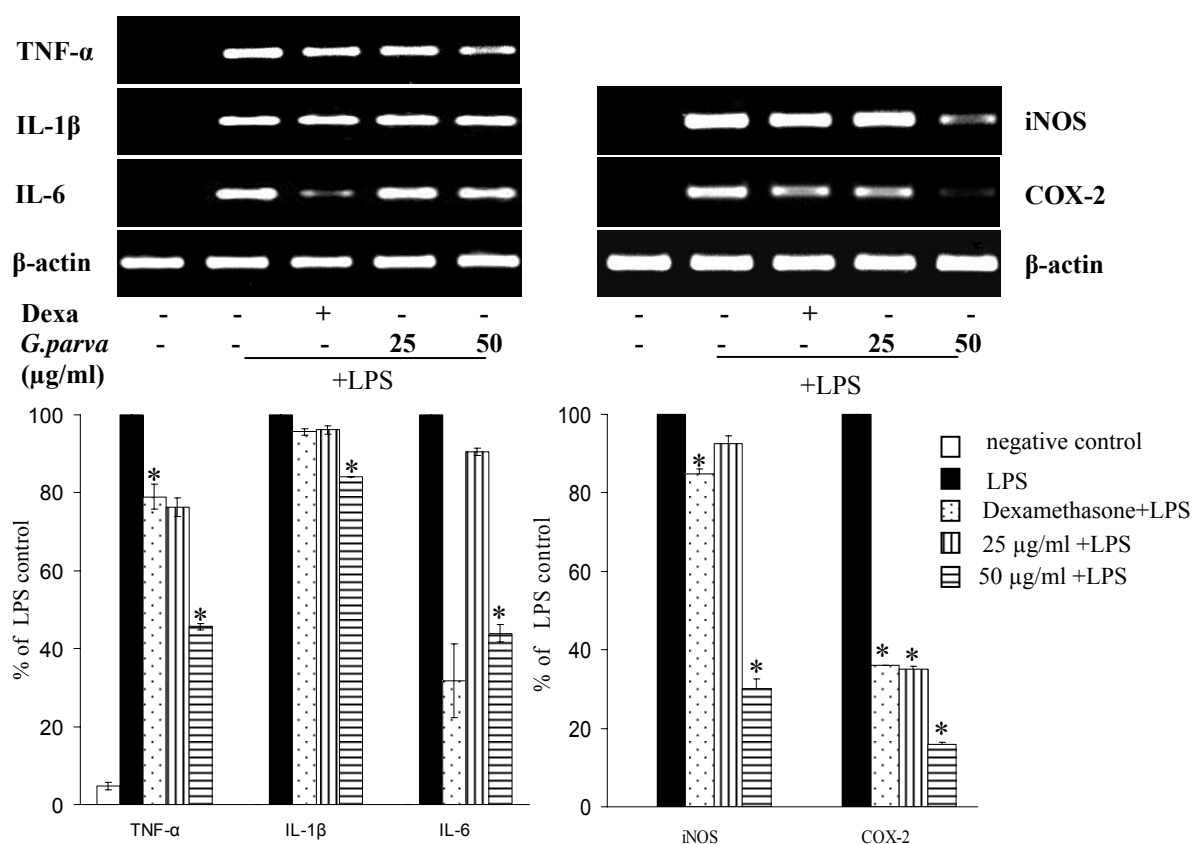 TNF-α
IL-1β
IL-6
β-actin
Dexa - - + - -
G.parva - - 25 50
(μg/ml)
+LPS
iNOS
COX-2
β-actin
- - + - -
- - 25 50
+LPS
% of LPS control
100
80
60
40
20
0
*
*
*
*
TNF-α IL-1β IL-6
% of LPS control
100
80
60
40
20
0
*
*
*
*
*
iNOS COX-2
negative control
LPS
Dexamethasone+LPS
25 μg/ml +LPS
50 μg/ml +LPS